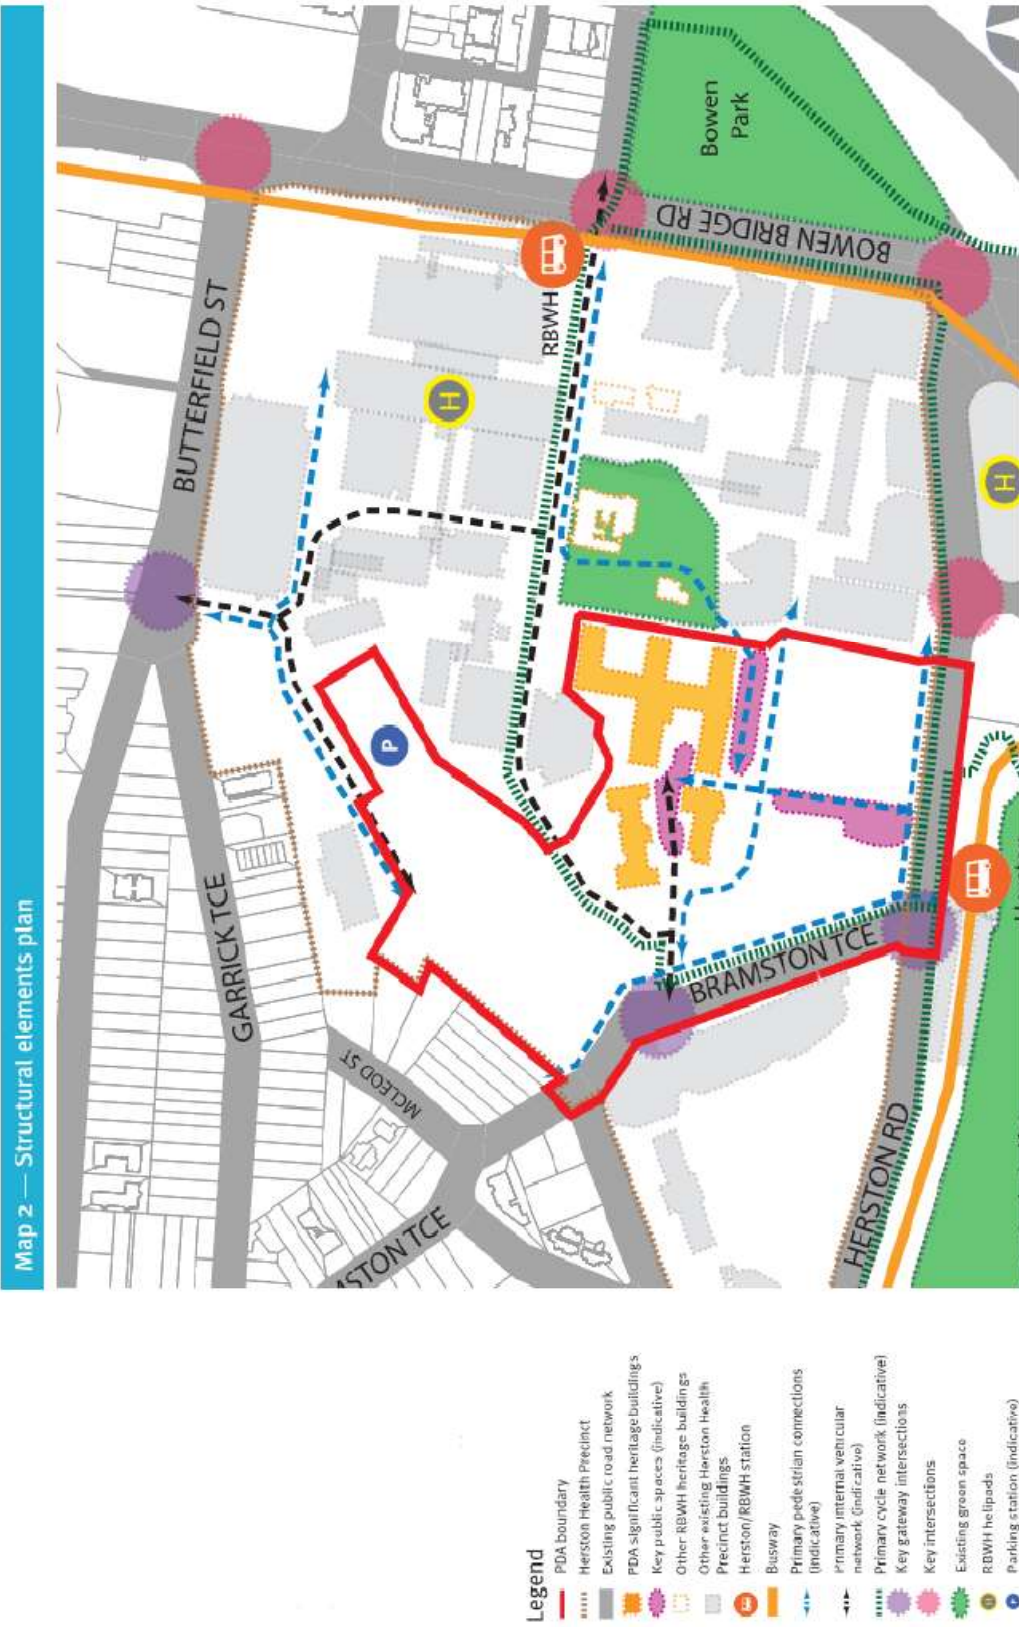 Map 2 — Structural elements plan
BUTTERFIELD ST
GARRICK TCE
MCLEOD ST
BRAMSTON TCE
HERSTON RD
BOWEN BRIDGE RD
Bowen
Park
RBWH
H
H
P
Legend
PDA boundary
Herston Health Precinct
Existing public road network
PDA significant heritage buildings
Key public spaces (indicative)
Other RBWH heritage buildings
Other existing Herston Health
Precinct buildings
Herston/RBWH station
Busway
Primary pedestrian connections
(indicative)
Primary internal vehicular
network (indicative)
Primary cycle network (indicative)
Key gateway intersections
Key intersections
Existing green space
RBWH helipads
Parking station (indicative)